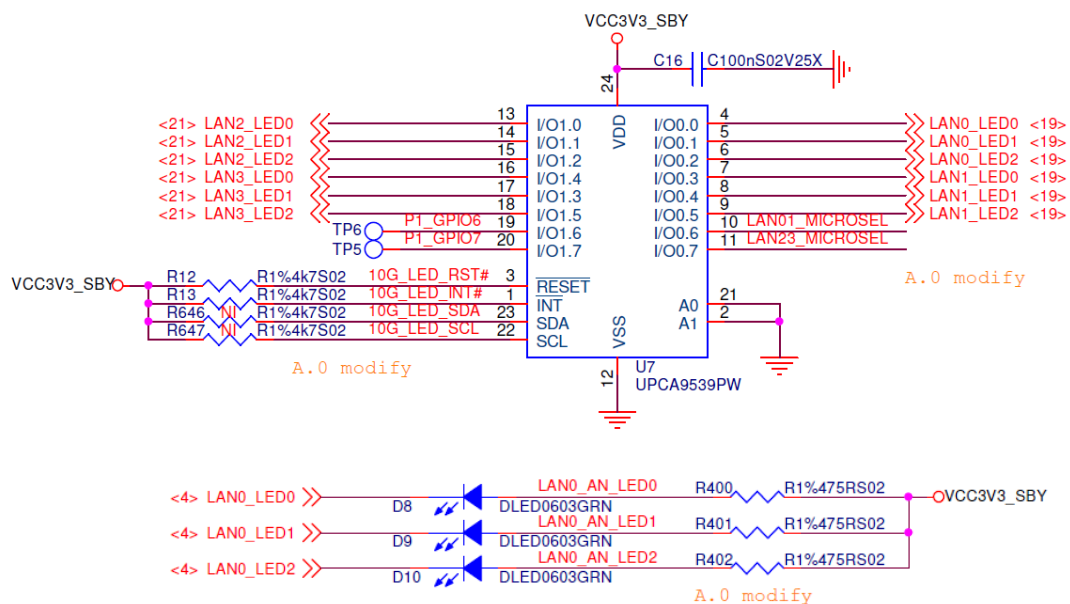 VCC3V3_SBY
C16 C100nS02V25X
24
VDD
<21> LAN2_LED0 13 I/O1.0 I/O0.0 4 LAN0_LED0 <19>
<21> LAN2_LED1 14 I/O1.1 I/O0.1 5 LAN0_LED1 <19>
<21> LAN2_LED2 15 I/O1.2 I/O0.2 6 LAN0_LED2 <19>
<21> LAN3_LED0 16 I/O1.4 I/O0.3 7 LAN1_LED0 <19>
<21> LAN3_LED1 17 I/O1.3 I/O0.4 8 LAN1_LED1 <19>
<21> LAN3_LED2 18 I/O1.5 I/O0.5 9 LAN1_LED2 <19>
TP6 P1_GPIO6 19 I/O1.6 I/O0.6 10 LAN01_MICROSEL
TP5 P1_GPIO7 20 I/O1.7 I/O0.7 11 LAN23_MICROSEL
A.0 modify
VCC3V3_SBY R12 R1%4k7S02 10G_LED_RST# 3 RESET
R13 R1%4k7S02 10G_LED_INT# 1 INT A0 21
R646 NI R1%4k7S02 10G_LED_SDA 23 SDA A1 2
R647 NI R1%4k7S02 10G_LED_SCL 22 SCL
VSS
12
U7
UPCA9539PW
A.0 modify
<4> LAN0_LED0 D8 DLED0603GRN LAN0_AN_LED0 R400 R1%475RS02 VCC3V3_SBY
<4> LAN0_LED1 D9 DLED0603GRN LAN0_AN_LED1 R401 R1%475RS02
<4> LAN0_LED2 D10 DLED0603GRN LAN0_AN_LED2 R402 R1%475RS02
A.0 modify